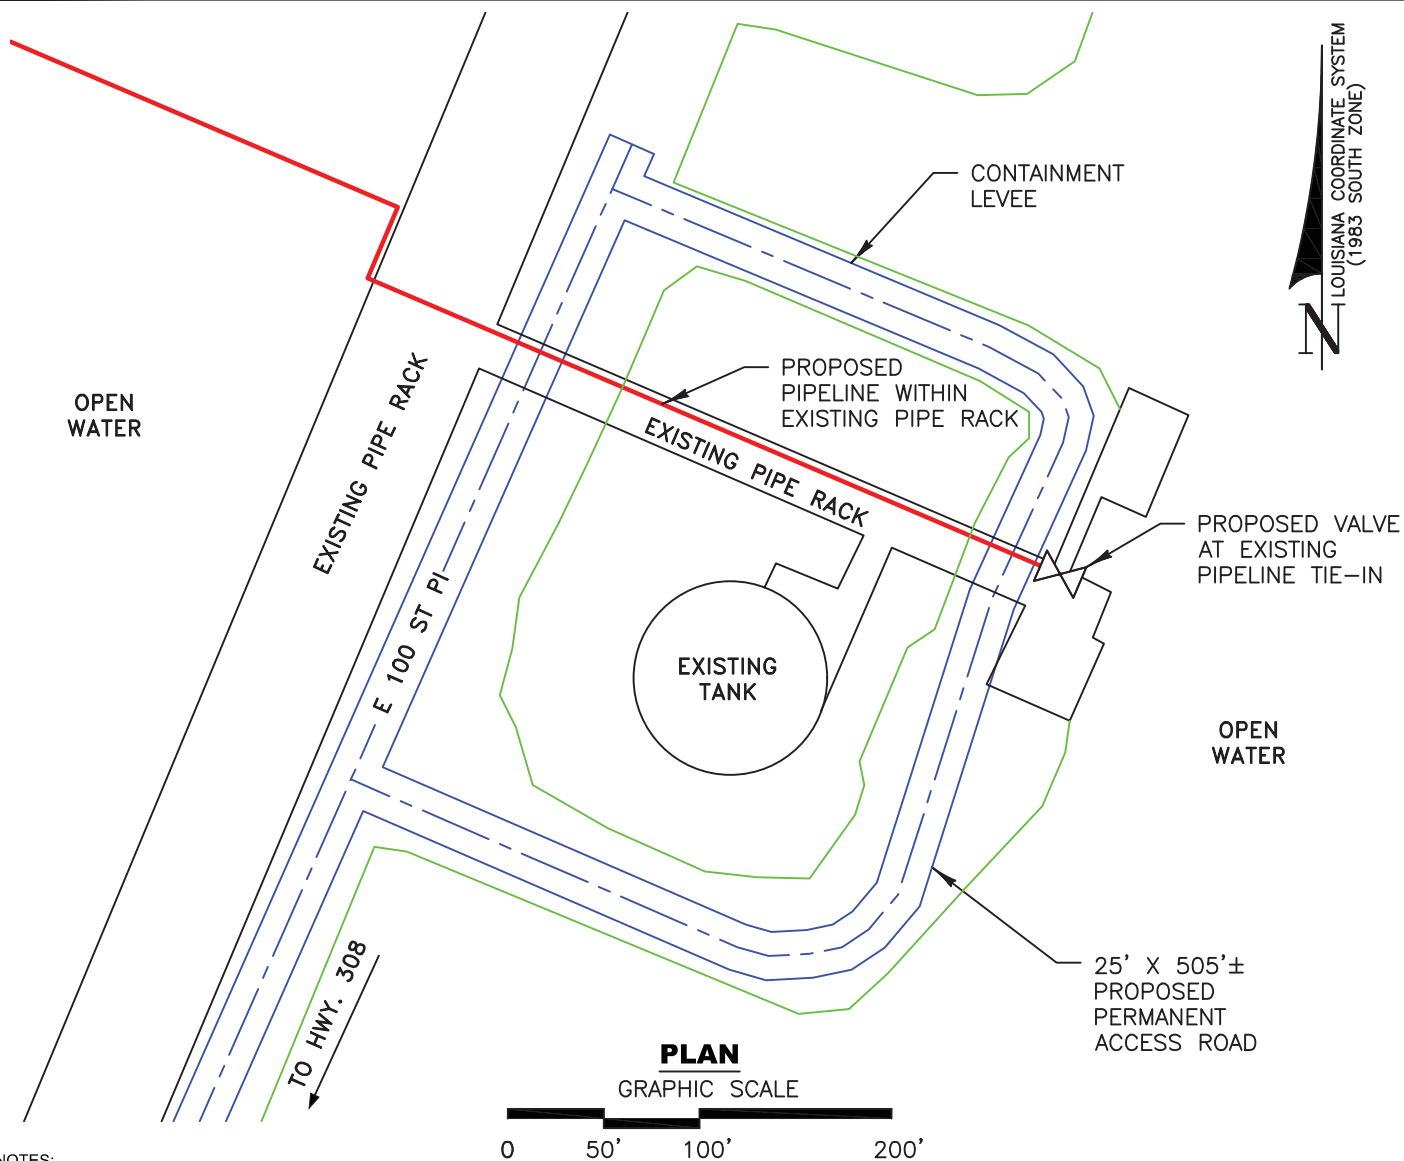 LOUISIANA COORDINATE SYSTEM
(1983 SOUTH ZONE)
N
CONTAINMENT
LEVEE
PROPOSED
PIPELINE WITHIN
EXISTING PIPE RACK
OPEN
WATER
EXISTING PIPE RACK
EXISTING PIPE RACK
PROPOSED VALVE
AT EXISTING
PIPELINE TIE-IN
E 100 ST Pl
EXISTING
TANK
OPEN
WATER
25' X 505'±
PROPOSED
PERMANENT
ACCESS ROAD
TO HWY. 308
PLAN
GRAPHIC SCALE
0 50' 100' 200'
NOTES: